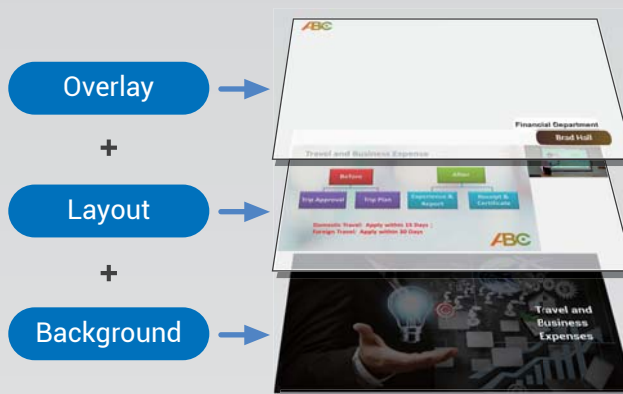 ABC
Overlay
Financial Department
Brad Hall
+
Travel and Business Expense
Before
After
Trip Approval
Trip Plan
Experience &
Report
Receipt &
Certificate
Layout
Domestic Travel: Apply within 15 Days ;
Foreign Travel: Apply within 30 Days
ABC
+
Background
Travel and
Business
Expenses